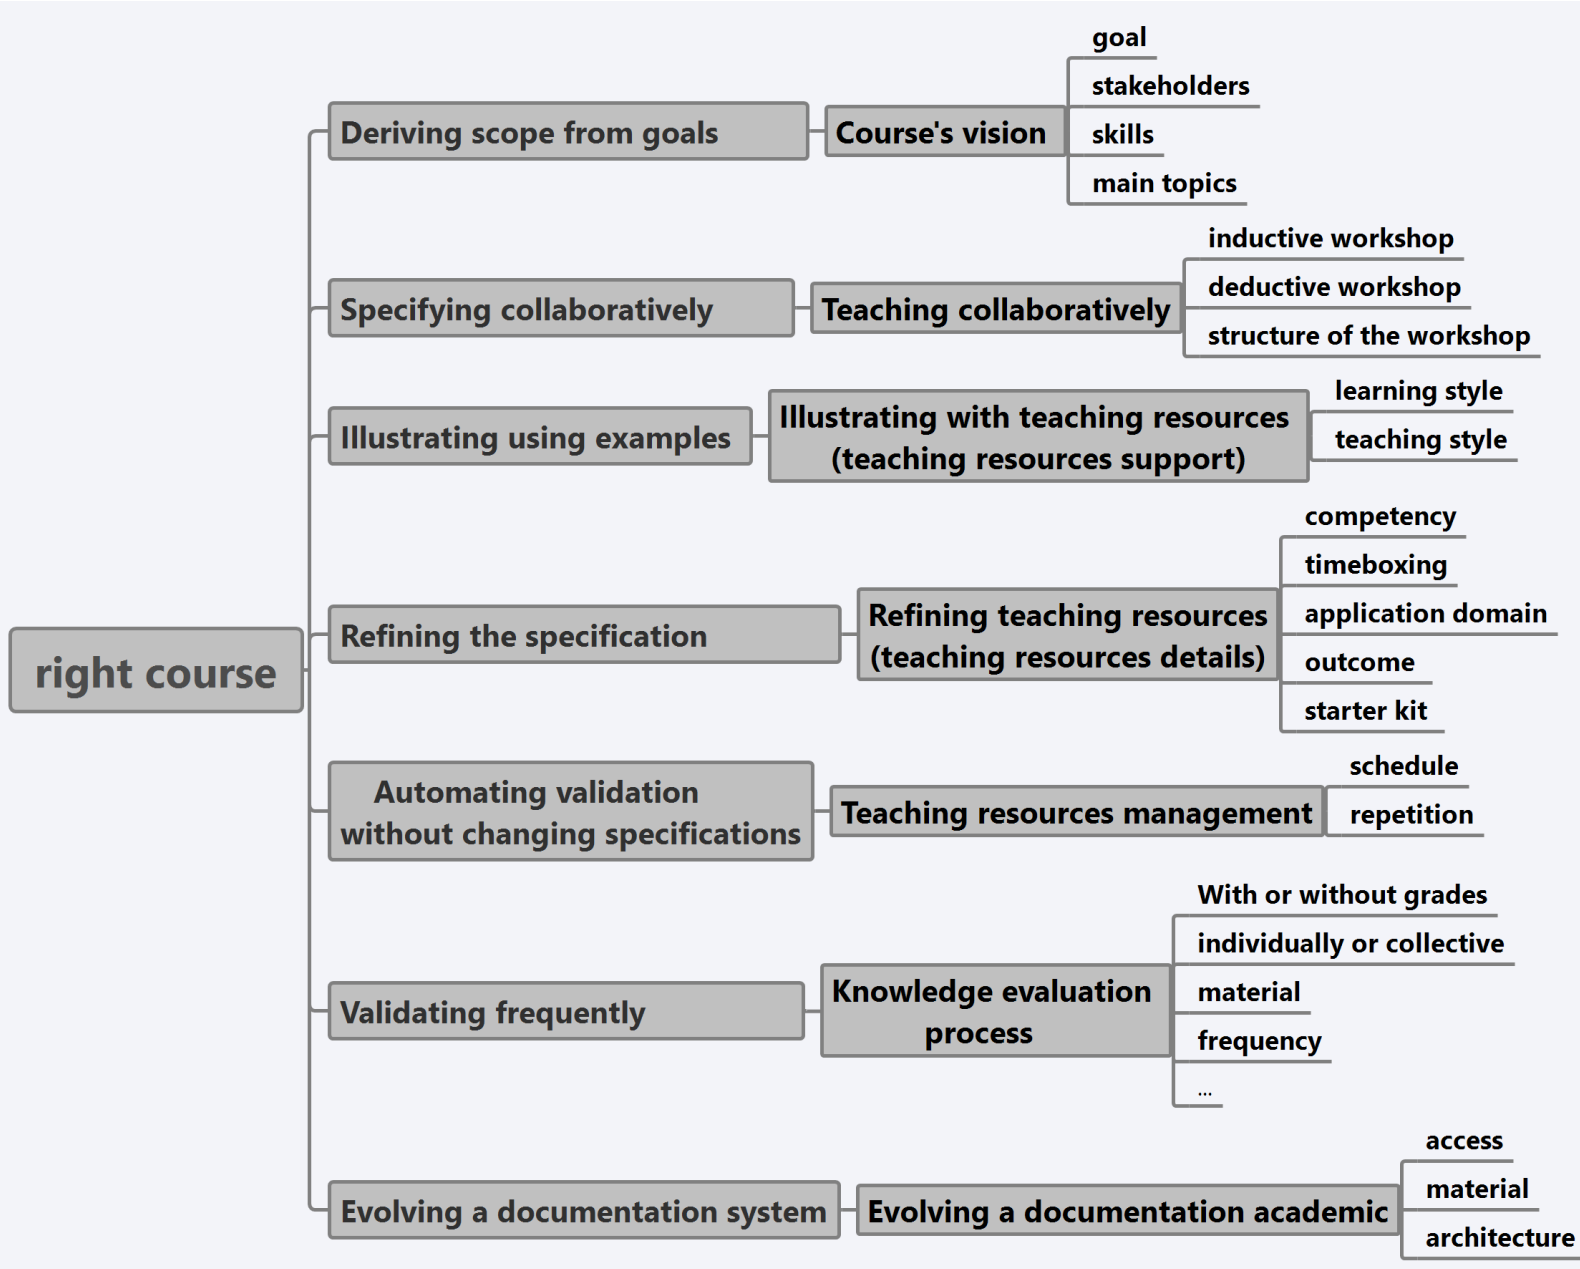 goal
stakeholders
Deriving scope from goals
Course's vision
skills
main topics
inductive workshop
deductive workshop
Specifying collaboratively
Teaching collaboratively
structure of the workshop
learning style
Illustrating using examples
Illustrating with teaching resources
(teaching resources support)
teaching style
competency
timeboxing
application domain
Refining the specification
Refining teaching resources
(teaching resources details)
outcome
starter kit
right course
schedule
Automating validation
without changing specifications
Teaching resources management
repetition
With or without grades
individually or collective
Validating frequently
Knowledge evaluation
process
material
frequency
...
access
material
Evolving a documentation system
Evolving a documentation academic
architecture